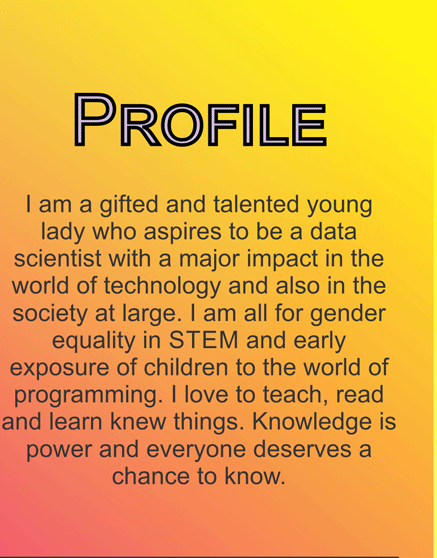 PROFILE
I am a gifted and talented young
lady who aspires to be a data
scientist with a major impact in the
world of technology and also in the
society at large. I am all for gender
equality in STEM and early
exposure of children to the world of
programming. I love to teach, read
and learn knew things. Knowledge is
power and everyone deserves a
chance to know.